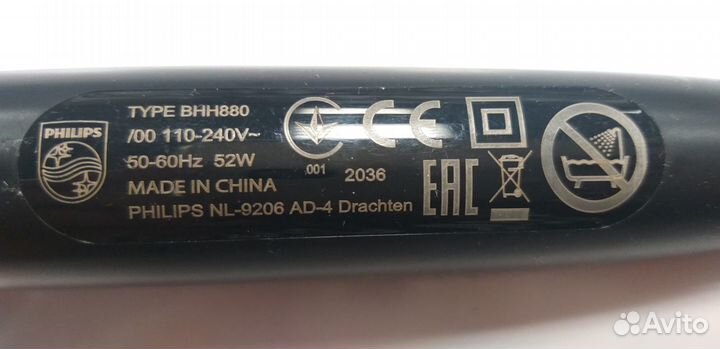 PHILIPS
TYPE BHH880
/00 110-240V~
50-60Hz 52W
MADE IN CHINA
PHILIPS NL-9206 AD-4 Drachten
.001
2036
CE
EAC
Avito